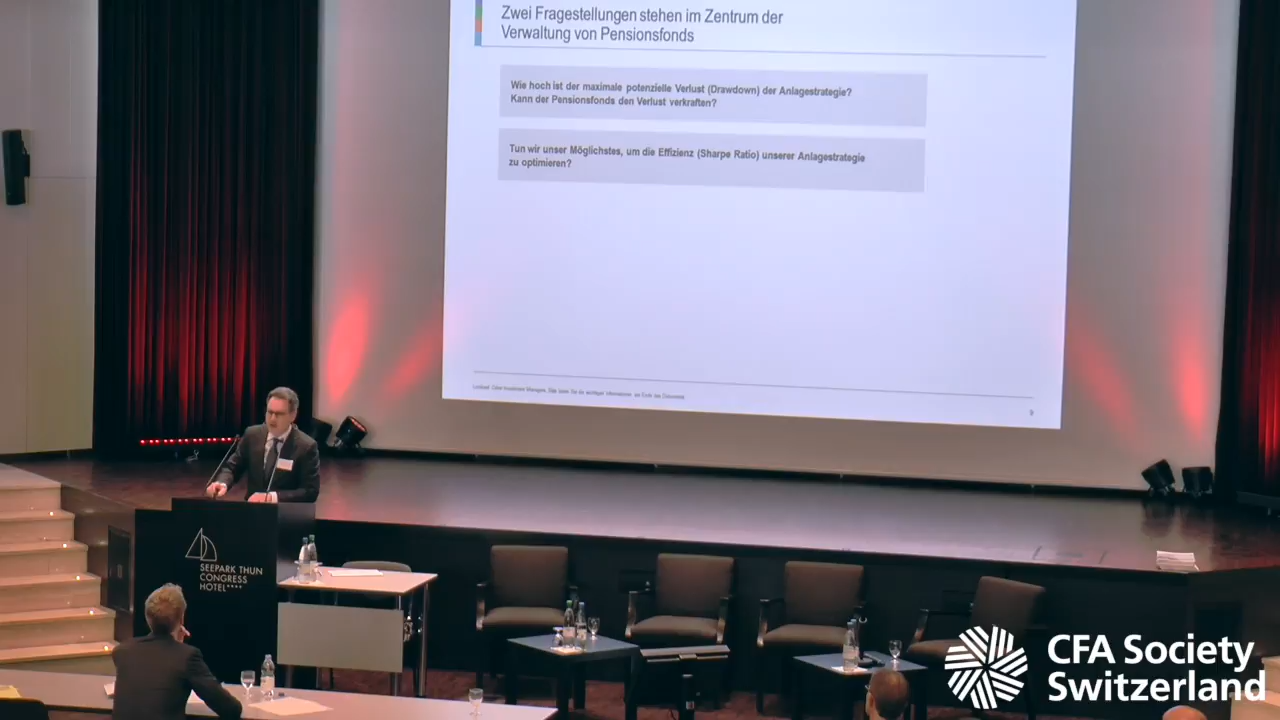 Zwei Fragestellungen stehen im Zentrum der
Verwaltung von Pensionsfonds
Wie hoch ist der maximale potenzielle Verlust (Drawdown) der Anlagestrategie?
Kann der Pensionsfonds den Verlust verkraften?
Tun wir unser Möglichstes, um die Effizienz (Sharpe Ratio) unserer Anlagestrategie
zu optimieren?
9
SEEPARK THUN
CONGRESS
HOTEL****
CFA Society
Switzerland